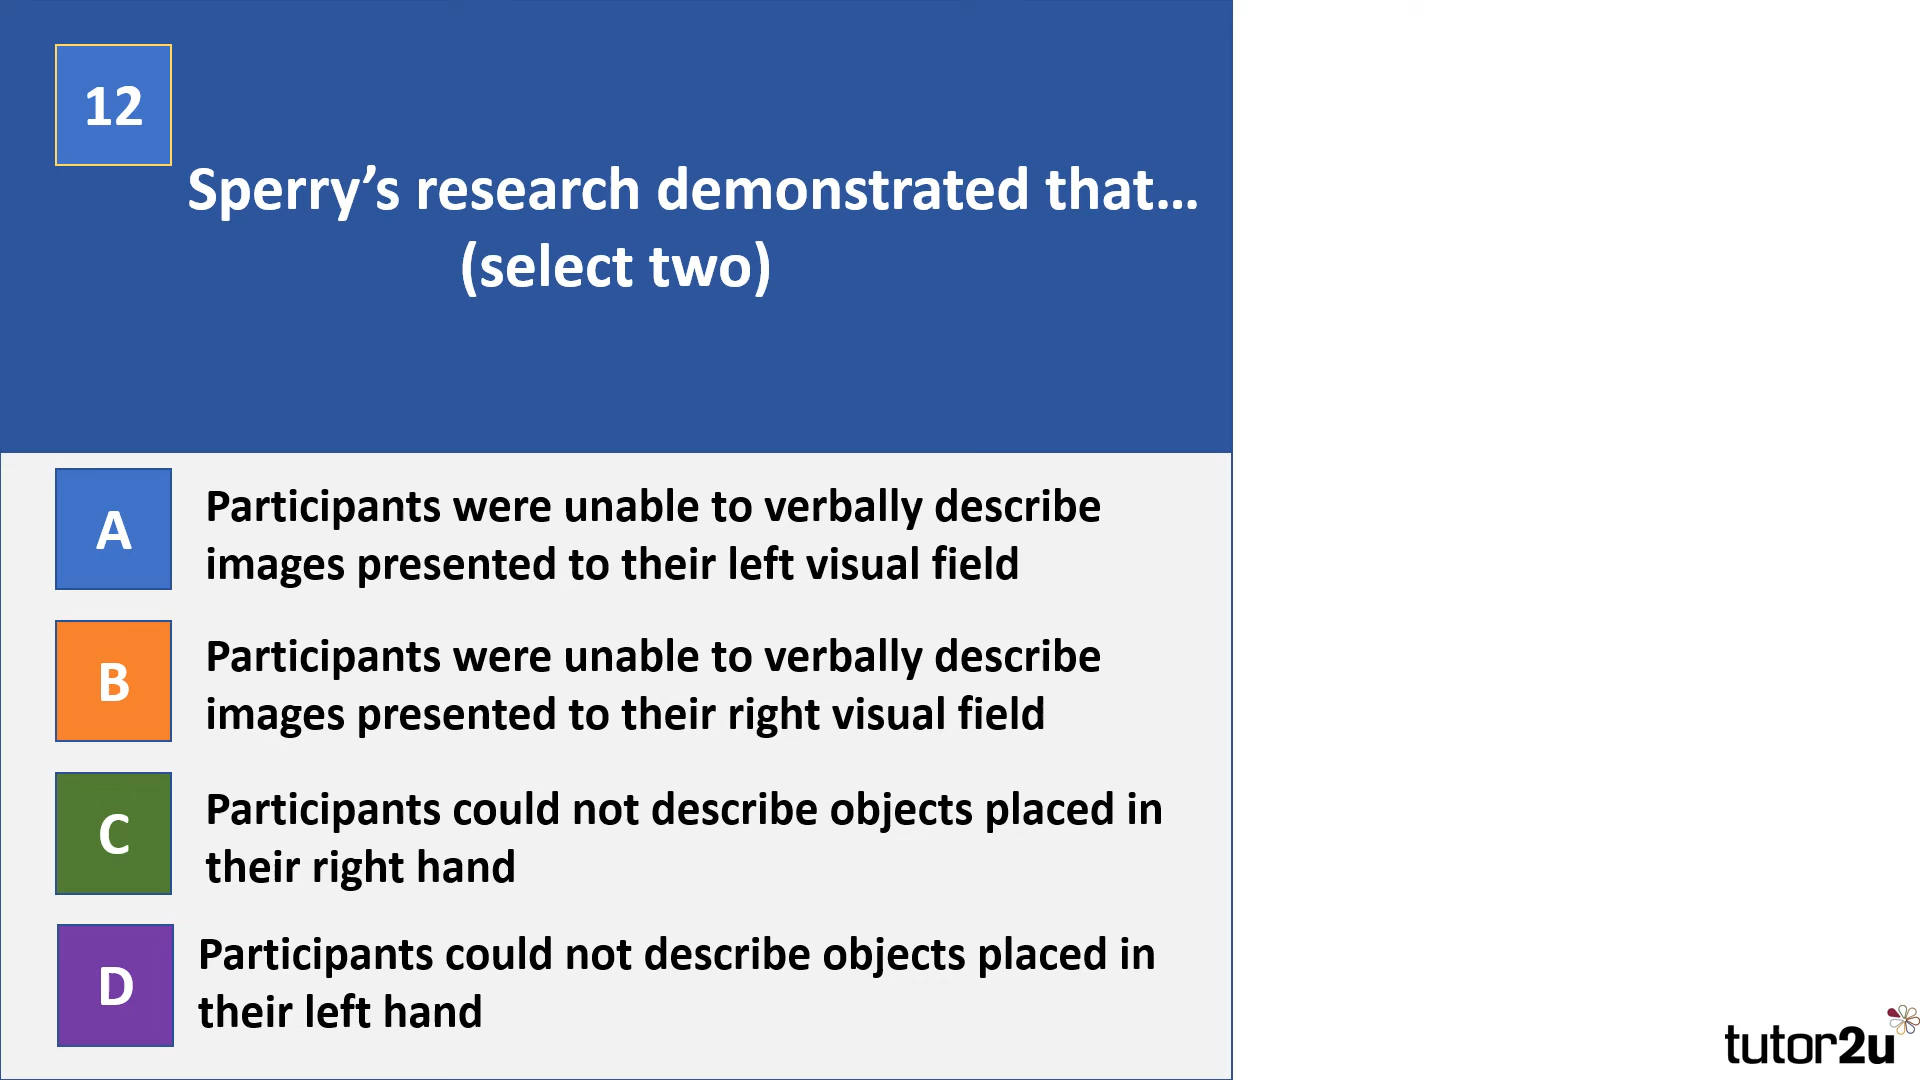 12
Sperry’s research demonstrated that…
(select two)
A
Participants were unable to verbally describe
images presented to their left visual field
B
Participants were unable to verbally describe
images presented to their right visual field
C
Participants could not describe objects placed in
their right hand
D
Participants could not describe objects placed in
their left hand
tutor2u